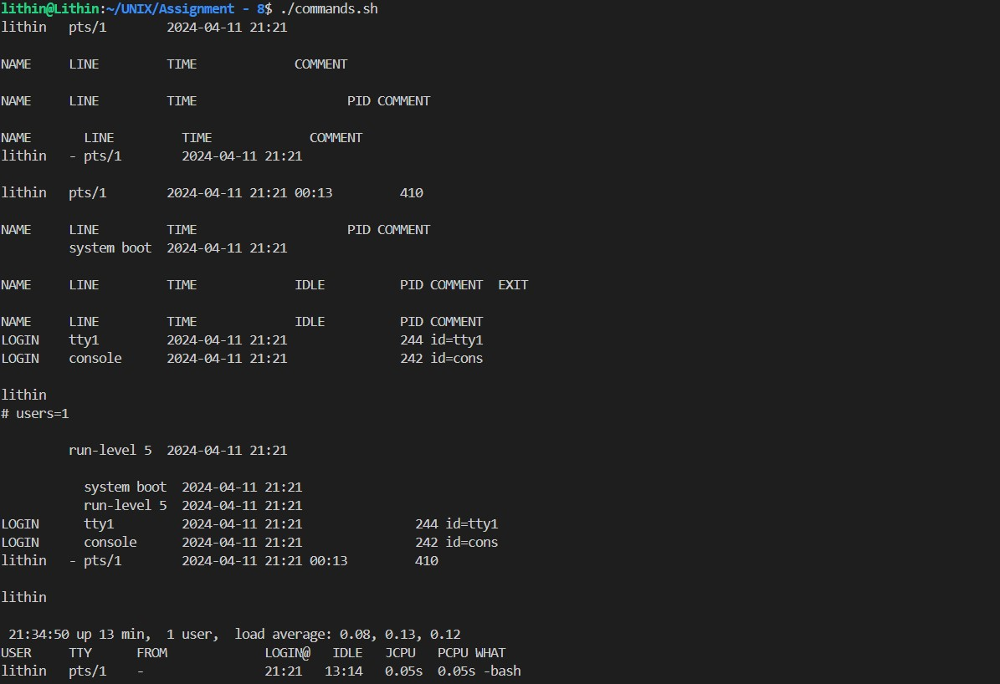 lithin@Lithin:~/UNIX/Assignment - 8$ ./commands.sh
lithin   pts/1        2024-04-11 21:21

NAME     LINE         TIME             COMMENT

NAME     LINE         TIME                    PID COMMENT

NAME       LINE         TIME             COMMENT
lithin   - pts/1        2024-04-11 21:21

lithin   pts/1        2024-04-11 21:21 00:13         410

NAME     LINE         TIME                    PID COMMENT
         system boot  2024-04-11 21:21

NAME     LINE         TIME             IDLE          PID COMMENT  EXIT

NAME     LINE         TIME             IDLE          PID COMMENT
LOGIN    tty1         2024-04-11 21:21               244 id=tty1
LOGIN    console      2024-04-11 21:21               242 id=cons

lithin
# users=1

         run-level 5  2024-04-11 21:21

           system boot  2024-04-11 21:21
           run-level 5  2024-04-11 21:21
LOGIN      tty1         2024-04-11 21:21               244 id=tty1
LOGIN      console      2024-04-11 21:21               242 id=cons
lithin   - pts/1        2024-04-11 21:21 00:13         410

lithin

 21:34:50 up 13 min,  1 user,  load average: 0.08, 0.13, 0.12
USER     TTY      FROM             LOGIN@   IDLE   JCPU   PCPU WHAT
lithin   pts/1    -                21:21   13:14   0.05s  0.05s -bash